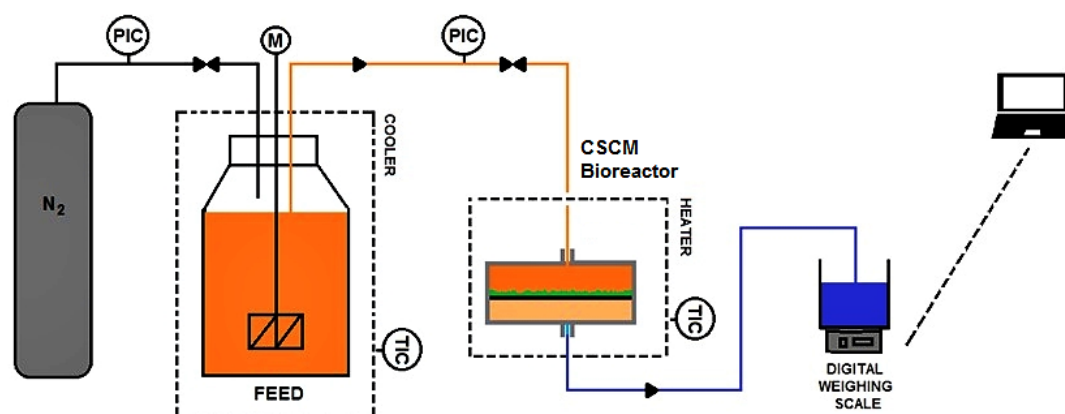 PIC
M
PIC
N2
COOLER
CSCM
Bioreactor
HEATER
TIC
TIC
FEED
DIGITAL
WEIGHING
SCALE